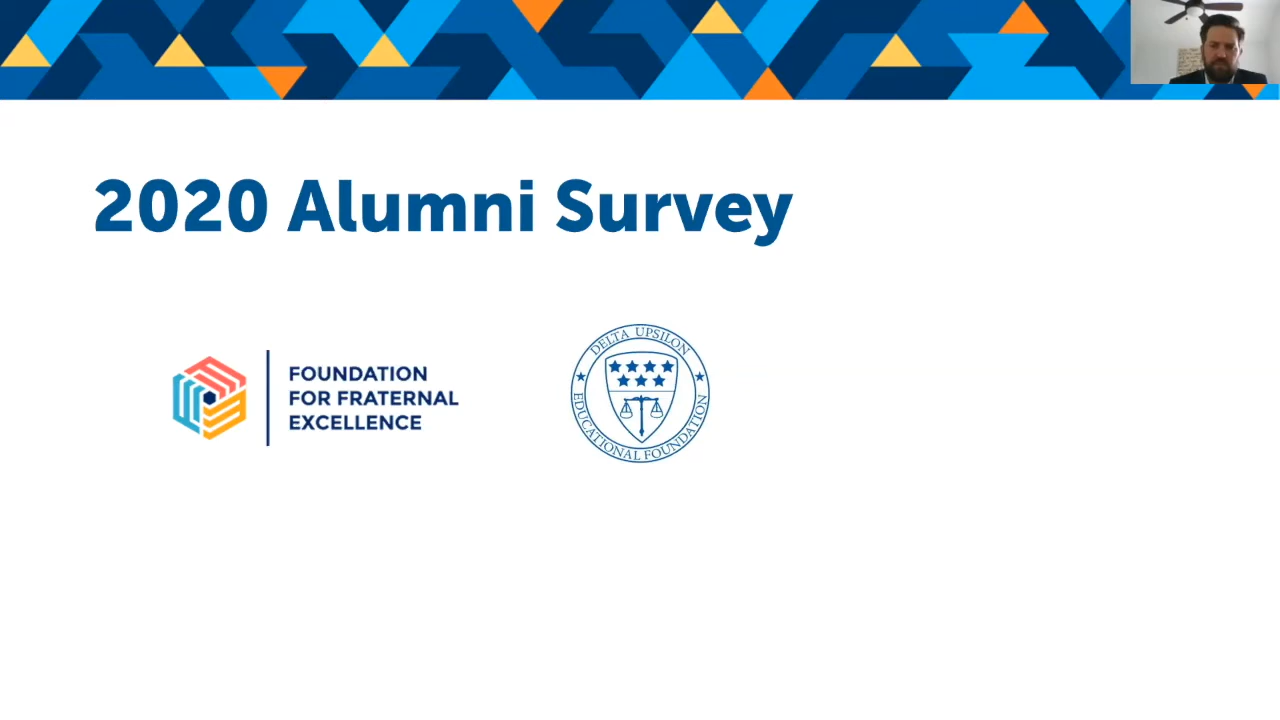 2020 Alumni Survey
FOUNDATION
FOR FRATERNAL
EXCELLENCE
DELTA UPSILON
EDUCATIONAL FOUNDATION